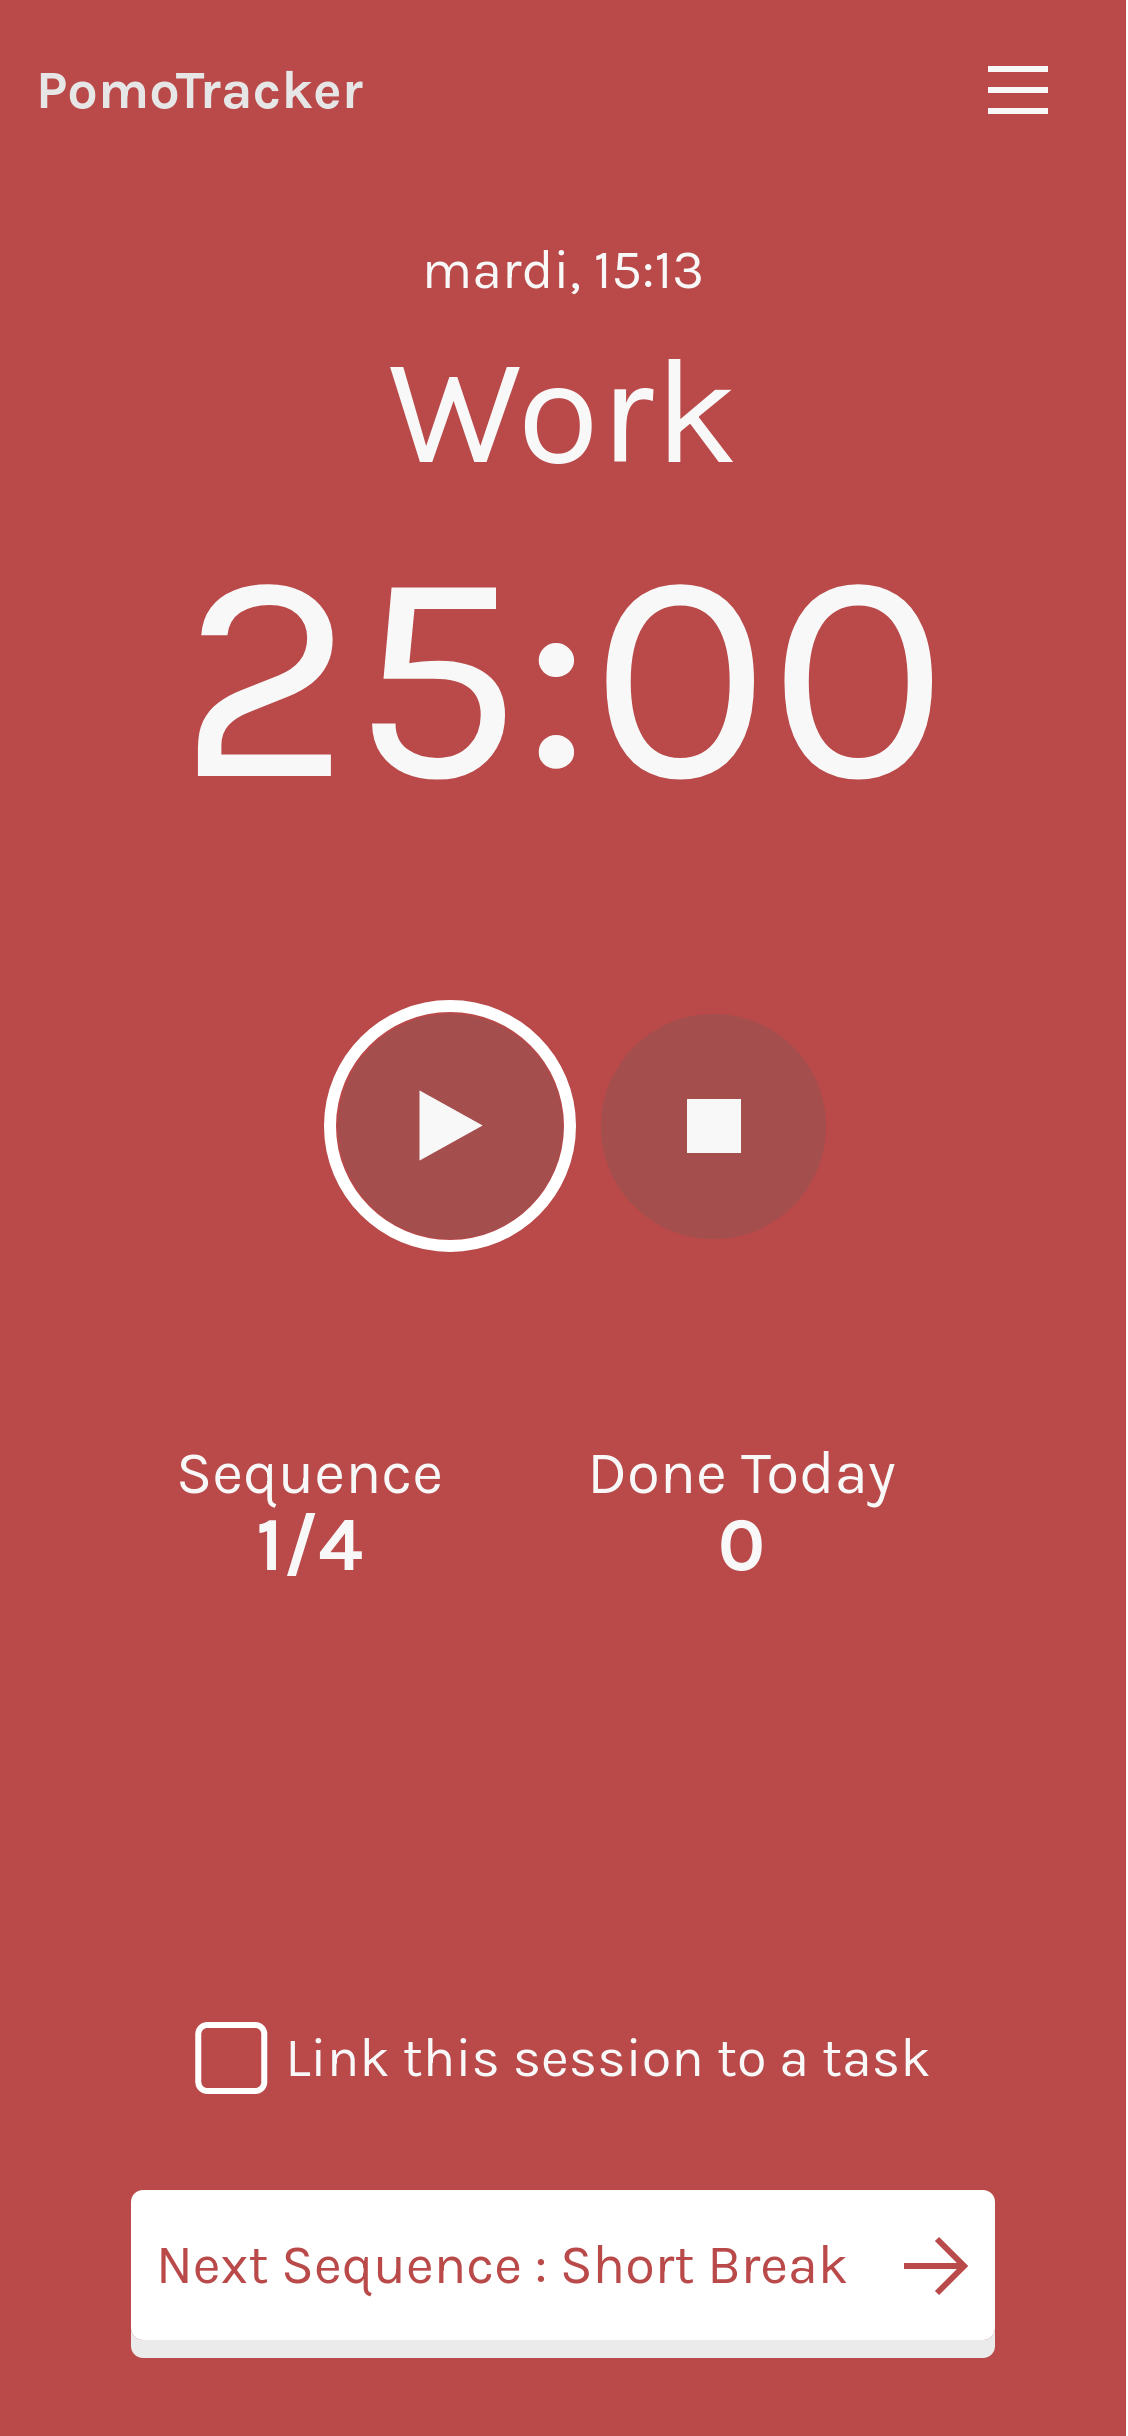 PomoTracker
mardi, 15:13
Work
25:00
Sequence
1/4
Done Today
0
Link this session to a task
Next Sequence : Short Break